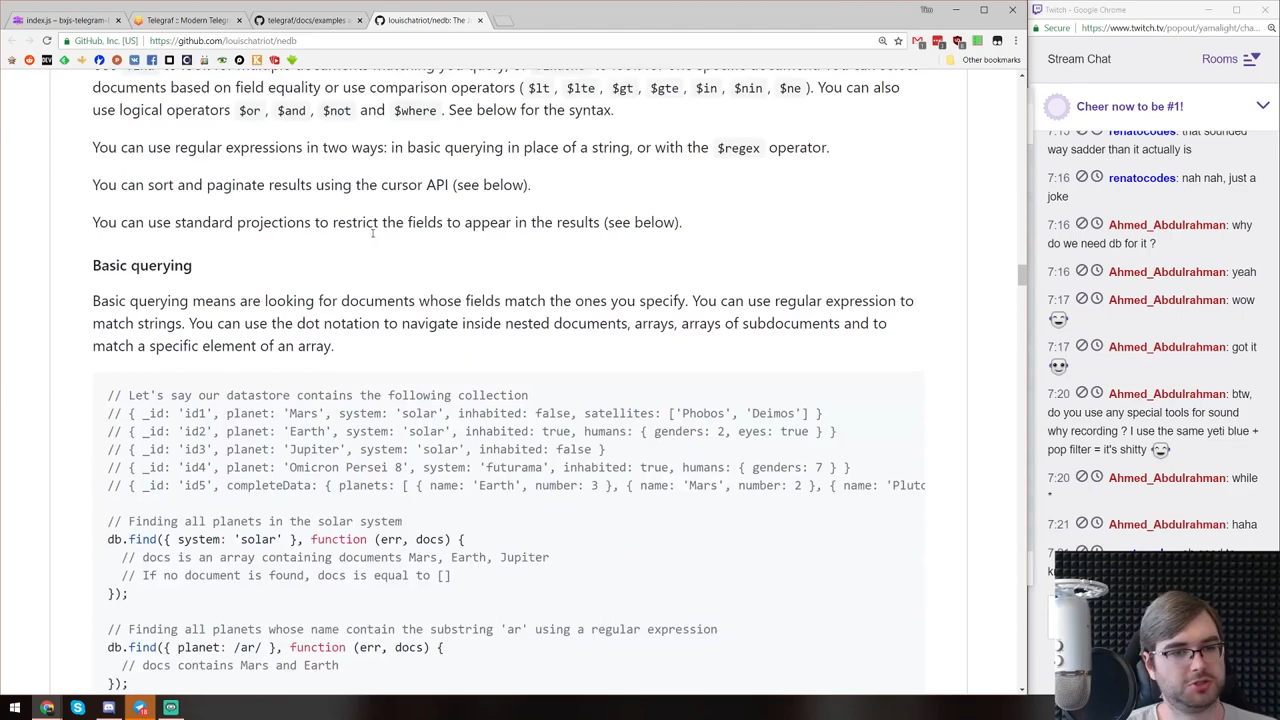 index.js — bxjs-telegram-
Telegraf :: Modern Telegra
telegraf/docs/examples a
louischatriot/nedb: The J
Tim
GitHub, Inc. [US]
https://github.com/louischatriot/nedb
Other bookmarks
documents based on field equality or use comparison operators ( $lt , $lte , $gt , $gte , $in , $nin , $ne ). You can also
use logical operators $or , $and , $not and $where . See below for the syntax.
You can use regular expressions in two ways: in basic querying in place of a string, or with the $regex operator.
You can sort and paginate results using the cursor API (see below).
You can use standard projections to restrict the fields to appear in the results (see below).
Basic querying
Basic querying means are looking for documents whose fields match the ones you specify. You can use regular expression to
match strings. You can use the dot notation to navigate inside nested documents, arrays, arrays of subdocuments and to
match a specific element of an array.
// Let's say our datastore contains the following collection
// { _id: 'id1', planet: 'Mars', system: 'solar', inhabited: false, satellites: ['Phobos', 'Deimos'] }
// { _id: 'id2', planet: 'Earth', system: 'solar', inhabited: true, humans: { genders: 2, eyes: true } }
// { _id: 'id3', planet: 'Jupiter', system: 'solar', inhabited: false }
// { _id: 'id4', planet: 'Omicron Persei 8', system: 'futurama', inhabited: true, humans: { genders: 7 } }
// { _id: 'id5', completeData: { planets: [ { name: 'Earth', number: 3 }, { name: 'Mars', number: 2 }, { name: 'Pluto
// Finding all planets in the solar system
db.find({ system: 'solar' }, function (err, docs) {
// docs is an array containing documents Mars, Earth, Jupiter
// If no document is found, docs is equal to []
});
// Finding all planets whose name contain the substring 'ar' using a regular expression
db.find({ planet: /ar/ }, function (err, docs) {
// docs contains Mars and Earth
});
Twitch - Google Chrome
Secure
https://www.twitch.tv/popout/yamalight/cha...
Stream Chat
Rooms
Cheer now to be #1!
7:15 renatocodes: that sounded
way sadder than it actually is
7:16 renatocodes: nah nah, just a
joke
7:16 Ahmed_Abdulrahman: why
do we need db for it ?
7:16 Ahmed_Abdulrahman: yeah
7:17 Ahmed_Abdulrahman: wow
7:17 Ahmed_Abdulrahman: got it
7:20 Ahmed_Abdulrahman: btw,
do you use any special tools for sound
why recording ? I use the same yeti blue +
pop filter = it's shitty
7:20 Ahmed_Abdulrahman: while
*
7:21 Ahmed_Abdulrahman: haha